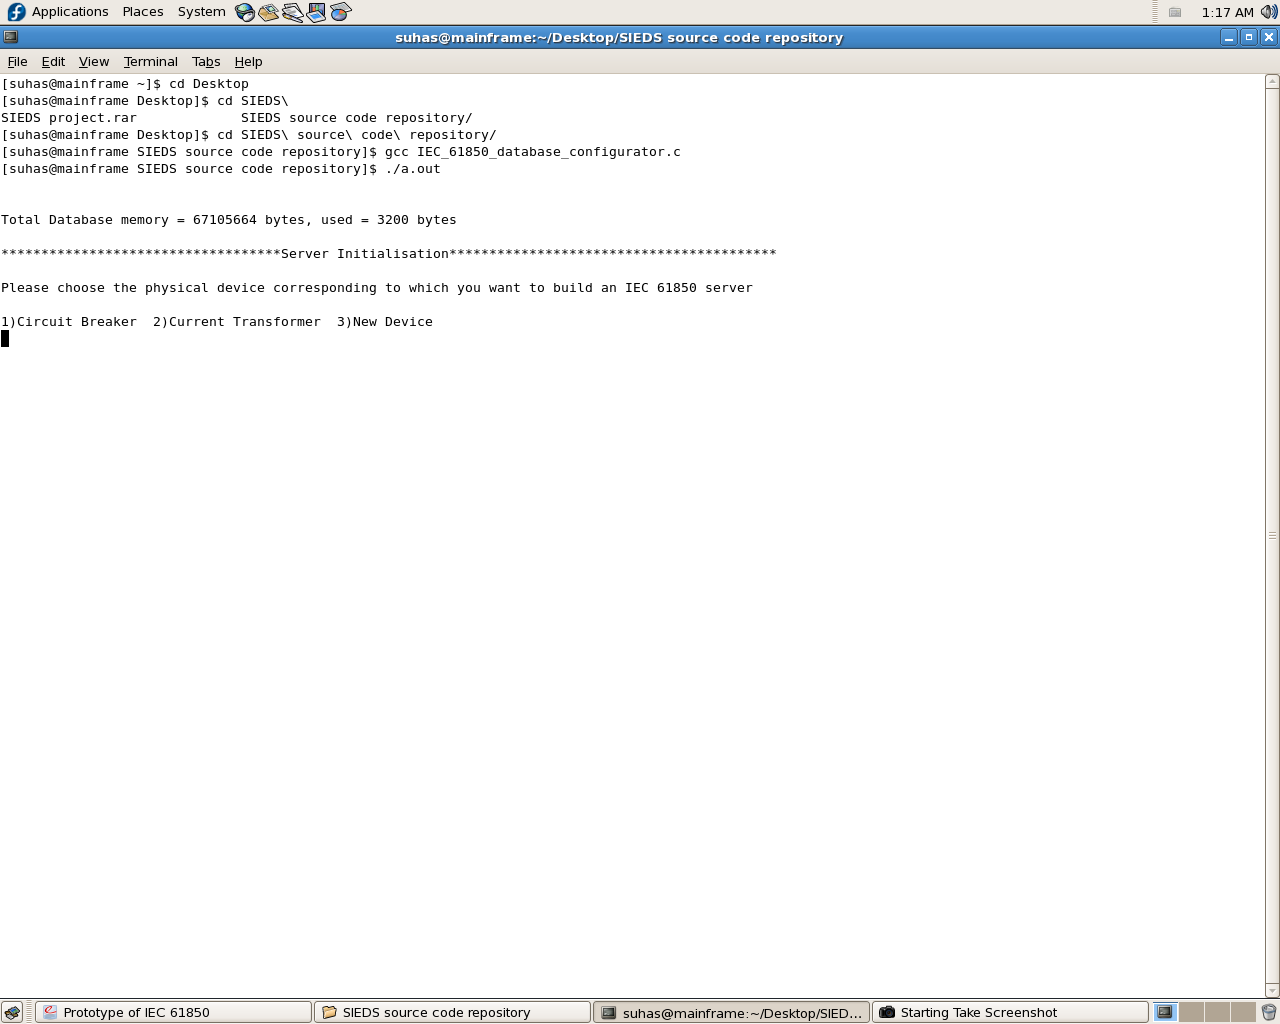 Applications Places System 1:17 AM
suhas@mainframe:~/Desktop/SIEDS source code repository
File Edit View Terminal Tabs Help
[suhas@mainframe ~]$ cd Desktop
[suhas@mainframe Desktop]$ cd SIEDS\
SIEDS project.rar             SIEDS source code repository/
[suhas@mainframe Desktop]$ cd SIEDS\ source\ code\ repository/
[suhas@mainframe SIEDS source code repository]$ gcc IEC_61850_database_configurator.c
[suhas@mainframe SIEDS source code repository]$ ./a.out
Total Database memory = 67105664 bytes, used = 3200 bytes
***********************************Server Initialisation*****************************************
Please choose the physical device corresponding to which you want to build an IEC 61850 server
1)Circuit Breaker  2)Current Transformer  3)New Device
Prototype of IEC 61850 SIEDS source code repository suhas@mainframe:~/Desktop/SIED... Starting Take Screenshot